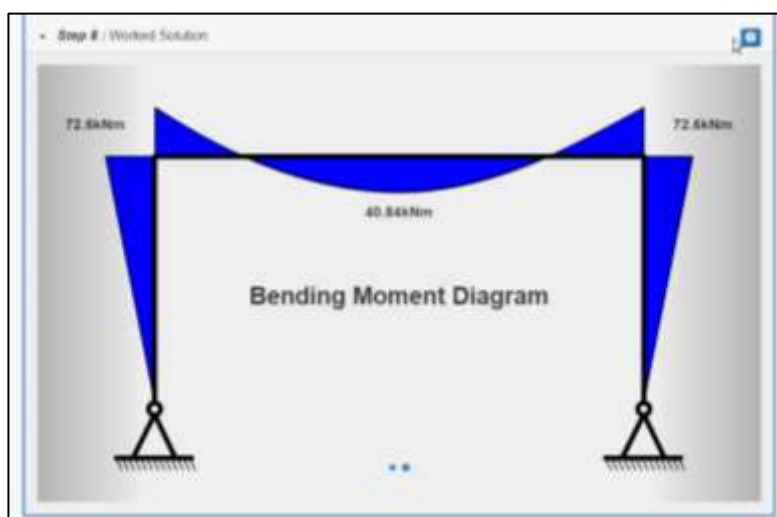 Step 8 : Worked Solution
72.6kNm
72.6kNm
40.84kNm
Bending Moment Diagram